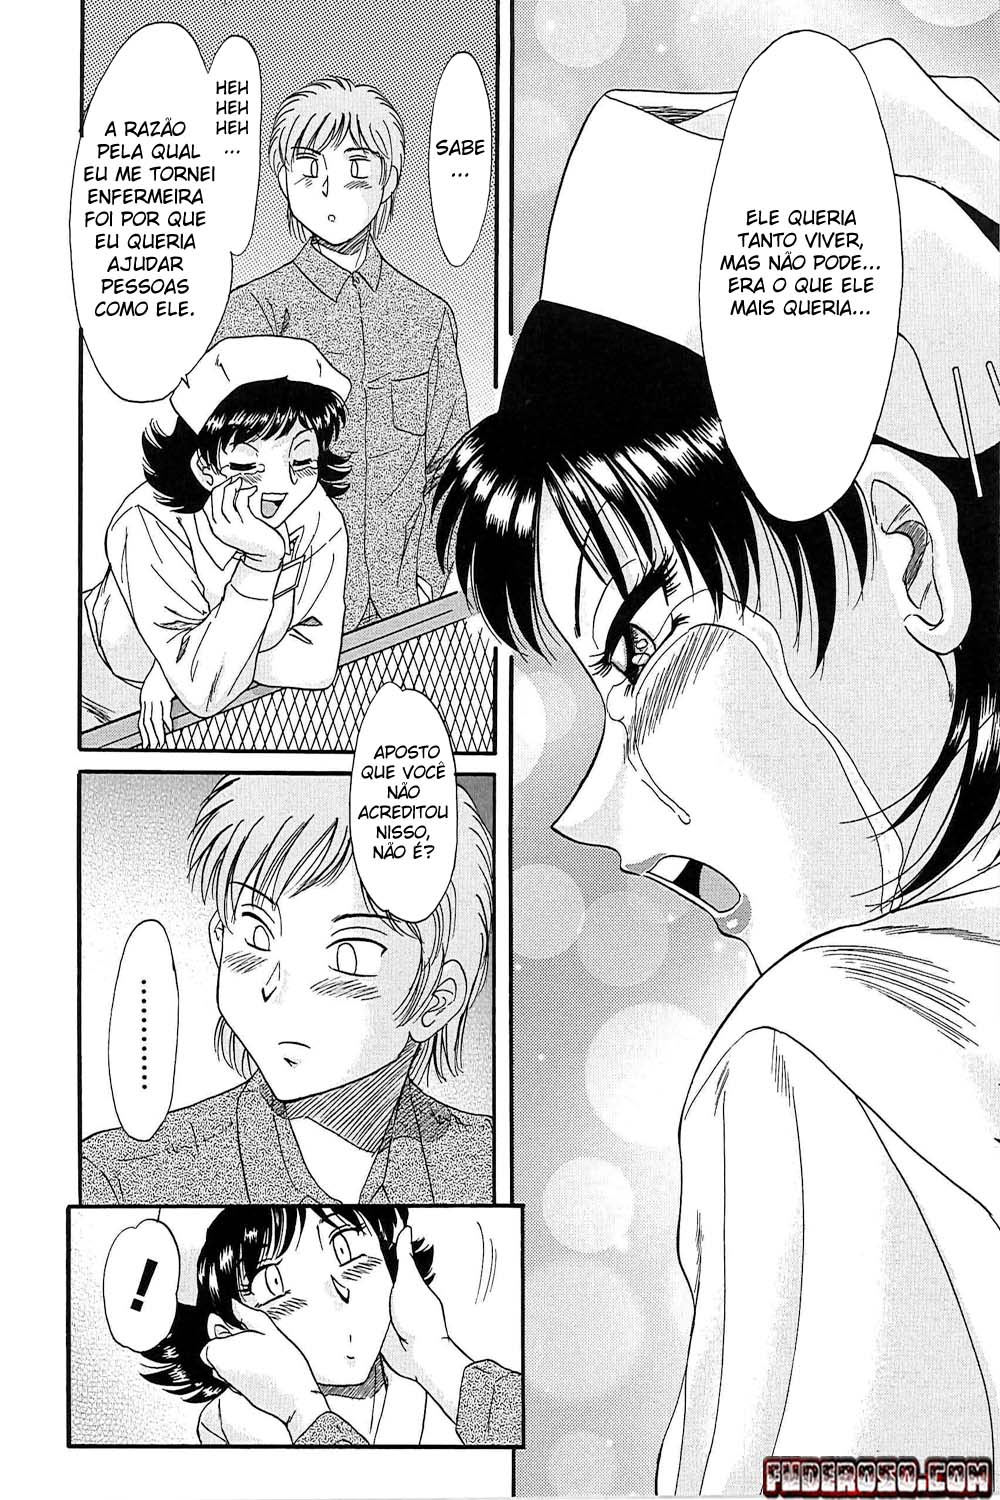 ELE QUERIA
TANTO VIVER,
MAS NÃO PODE...
ERA O QUE ELE
MAIS QUERIA...
SABE
...
HEH
HEH
HEH
...
A RAZÃO
PELA QUAL
EU ME TORNEI
ENFERMEIRA
FOI POR QUE
EU QUERIA
AJUDAR
PESSOAS
COMO ELE.
APOSTO
QUE VOCÊ
NÃO
ACREDITOU
NISSO,
NÃO É?
..........
!
FUDEROSO.COM